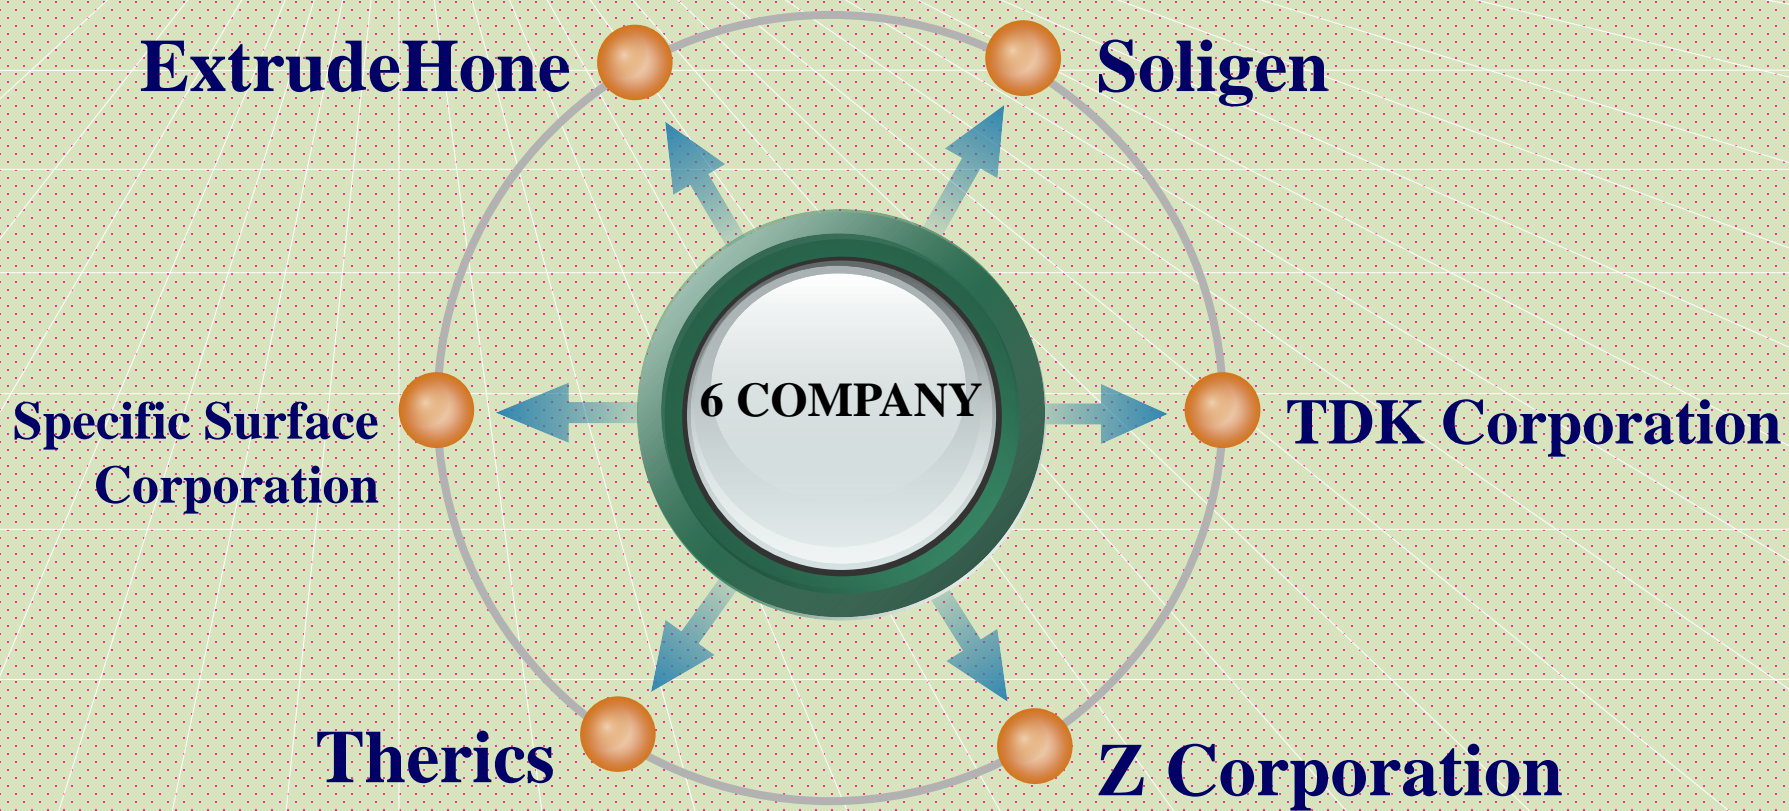 ExtrudeHone
Soligen
6 COMPANY
Specific Surface
Corporation
TDK Corporation
Therics
Z Corporation